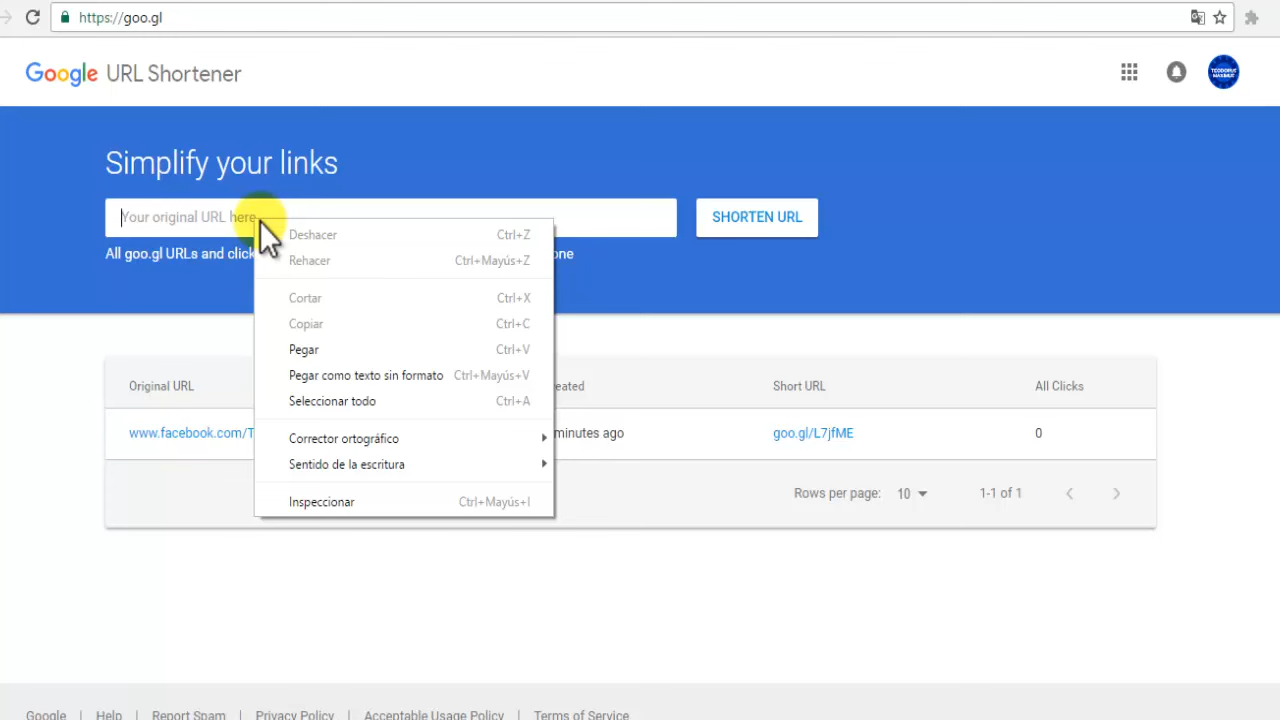 https://goo.gl
Google URL Shortener
TEODORUS
MAXIMUS
Simplify your links
Your original URL here
SHORTEN URL
All goo.gl URLs and click
one
Deshacer Ctrl+Z
Rehacer Ctrl+Mayús+Z
Cortar Ctrl+X
Copiar Ctrl+C
Pegar Ctrl+V
Pegar como texto sin formato Ctrl+Mayús+V
Seleccionar todo Ctrl+A
Corrector ortográfico
Sentido de la escritura
Inspeccionar Ctrl+Mayús+I
Original URL eated Short URL All Clicks
www.facebook.com/T minutes ago goo.gl/L7jfME 0
Rows per page: 10 1-1 of 1
Google | Help | Report Spam | Privacy Policy | Acceptable Usage Policy | Terms of Service